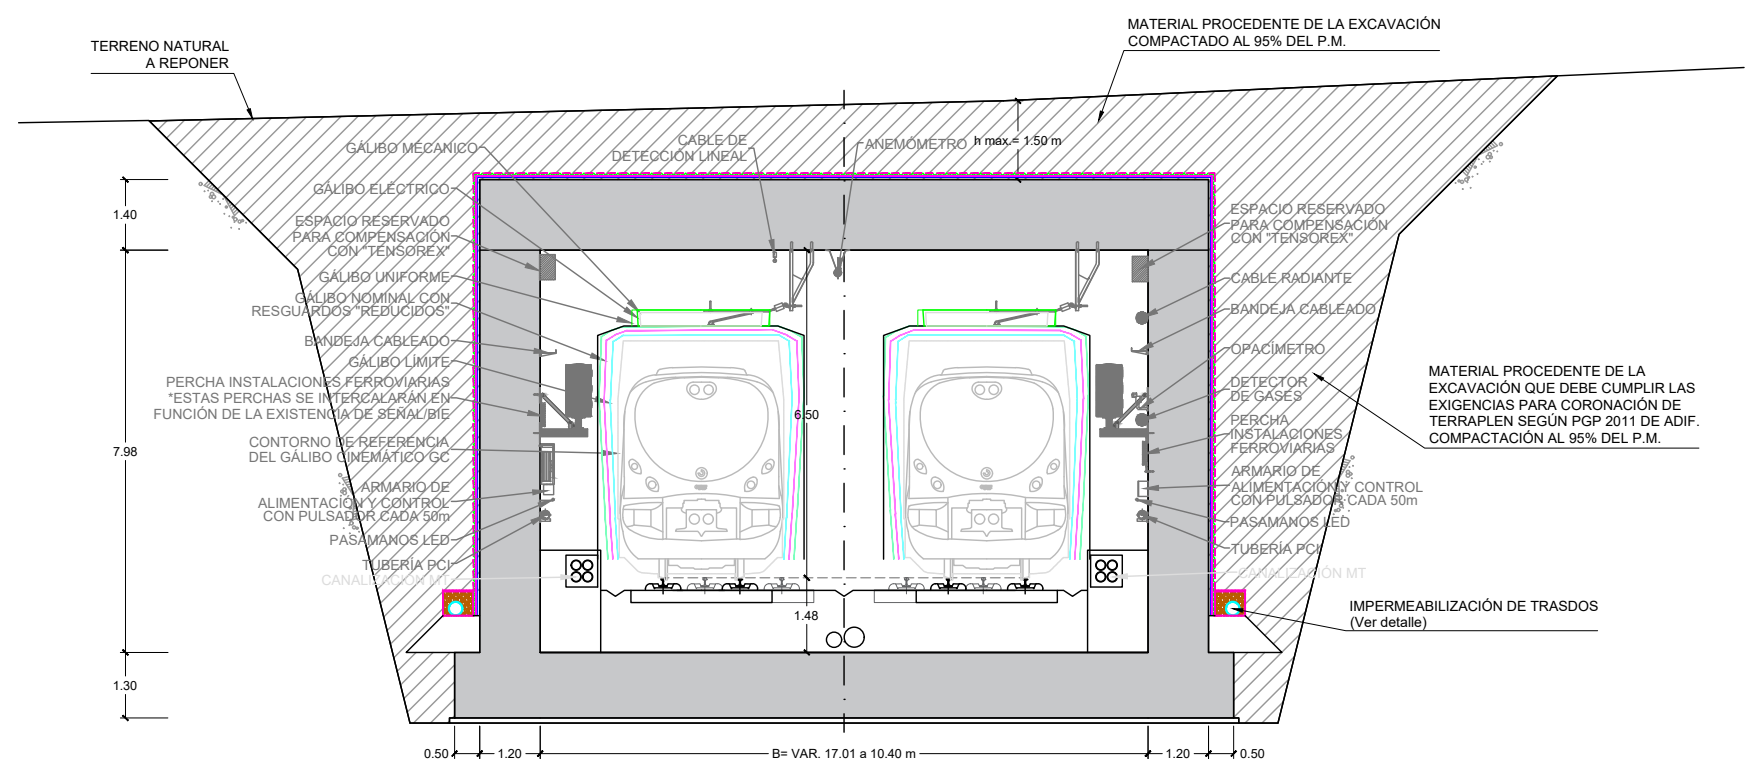 MATERIAL PROCEDENTE DE LA EXCAVACIÓN
COMPACTADO AL 95% DEL P.M.
TERRENO NATURAL
A REPONER
GÁLIBO MECÁNICO
CABLE DE
DETECCIÓN LINEAL
ANEMÓMETRO
h max.= 1.50 m
GÁLIBO ELÉCTRICO
ESPACIO RESERVADO
PARA COMPENSACIÓN
CON "TENSOREX"
GÁLIBO UNIFORME
GÁLIBO NOMINAL CON
RESGUARDOS "REDUCIDOS"
BANDEJA CABLEADO
GÁLIBO LÍMITE
PERCHA INSTALACIONES FERROVIARIAS
*ESTAS PERCHAS SE INTERCALARÁN EN
FUNCIÓN DE LA EXISTENCIA DE SEÑAL/BIE
CONTORNO DE REFERENCIA
DEL GÁLIBO CINEMÁTICO GC
ARMARIO DE
ALIMENTACIÓN Y CONTROL
CON PULSADOR CADA 50m
PASAMANOS LED
TUBERÍA PCI
CANALIZACIÓN MT
1.40
7.98
1.30
6.50
1.48
ESPACIO RESERVADO
PARA COMPENSACIÓN
CON "TENSOREX"
CABLE RADIANTE
BANDEJA CABLEADO
OPACÍMETRO
DETECTOR
DE GASES
PERCHA
INSTALACIONES
FERROVIARIAS
ARMARIO DE
ALIMENTACIÓN Y CONTROL
CON PULSADOR CADA 50m
PASAMANOS LED
TUBERÍA PCI
CANALIZACIÓN MT
MATERIAL PROCEDENTE DE LA
EXCAVACIÓN QUE DEBE CUMPLIR LAS
EXIGENCIAS PARA CORONACIÓN DE
TERRAPLEN SEGÚN PGP 2011 DE ADIF.
COMPACTACIÓN AL 95% DEL P.M.
IMPERMEABILIZACIÓN DE TRASDOS
(Ver detalle)
0.50
1.20
B= VAR. 17.01 a 10.40 m
1.20
0.50